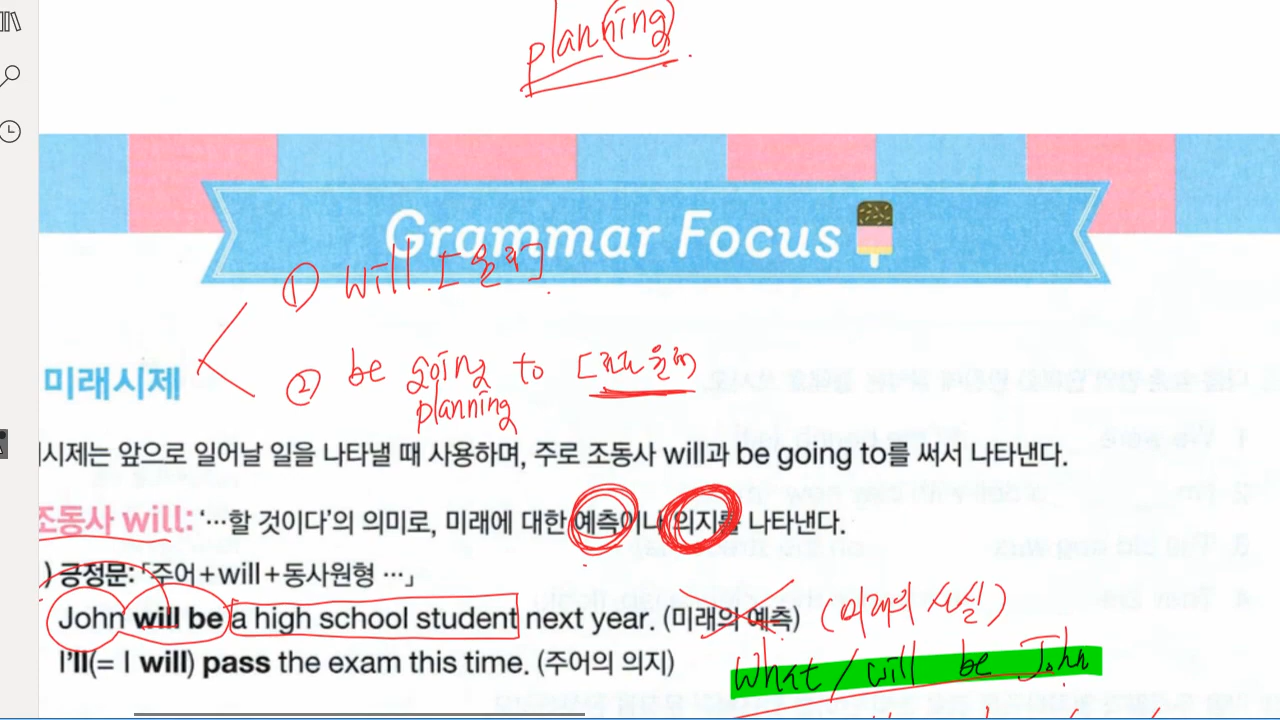 planning
Grammar Focus
① will. [을 외].
미래시제
② be going to
planning
시제는 앞으로 일어날 일을 나타낼 때 사용하며, 주로 조동사 will과 be going to를 써서 나타낸다.
조동사 will: '…할 것이다'의 의미로, 미래에 대한 예측이나 의지를 나타낸다.
) 긍정문: 「주어+will+동사원형 …」
John will be a high school student next year. (미래의 예측) (미래의 사실)
I'll(= I will) pass the exam this time. (주어의 의지)
What / will be John